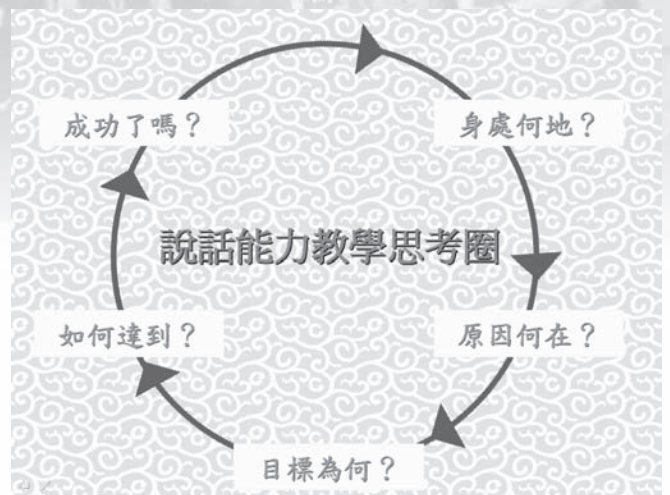 成功了嗎？
身處何地？
說話能力教學思考圈
如何達到？
原因何在？
目標為何？